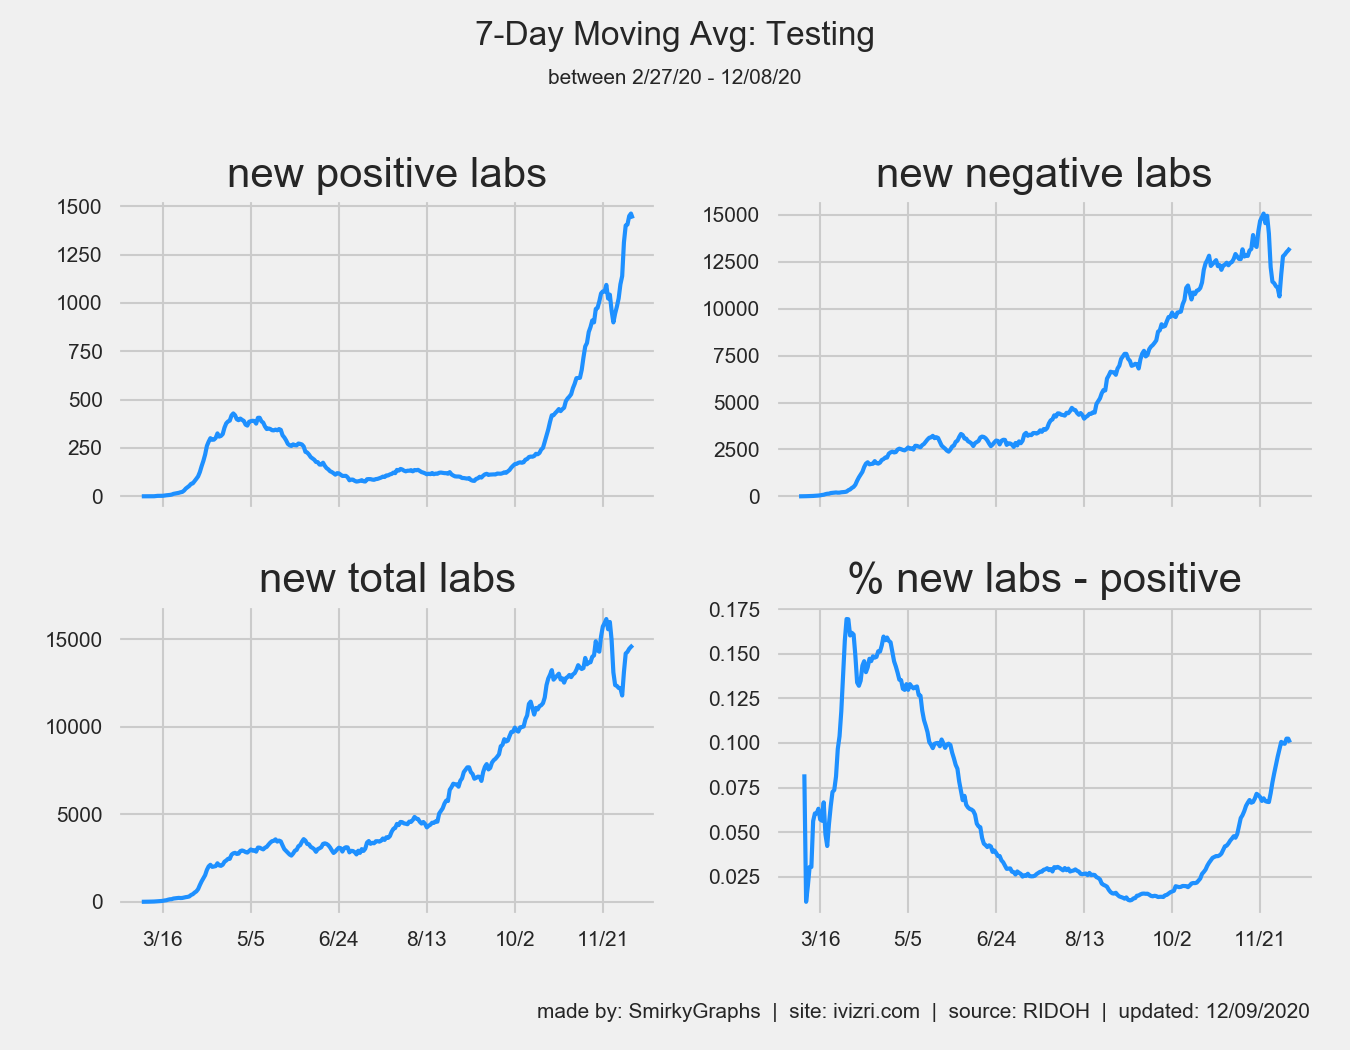 7-Day Moving Avg: Testing
between 2/27/20 - 12/08/20
new positive labs
1500
1250
1000
750
500
250
0
new negative labs
15000
12500
10000
7500
5000
2500
0
new total labs
15000
10000
5000
0
3/16 5/5 6/24 8/13 10/2 11/21
% new labs - positive
0.175
0.150
0.125
0.100
0.075
0.050
0.025
3/16 5/5 6/24 8/13 10/2 11/21
made by: SmirkyGraphs | site: ivizri.com | source: RIDOH | updated: 12/09/2020